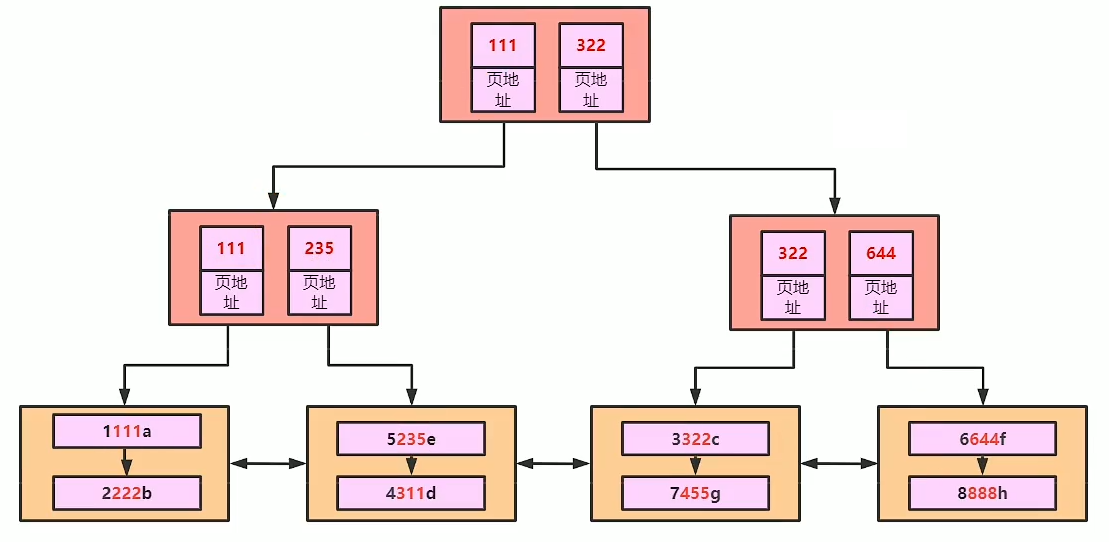 111 322
页地址 页地址
111 235 322 644
页地址 页地址 页地址 页地址
1111a 5235e 3322c 6644f
2222b 4311d 7455g 8888h